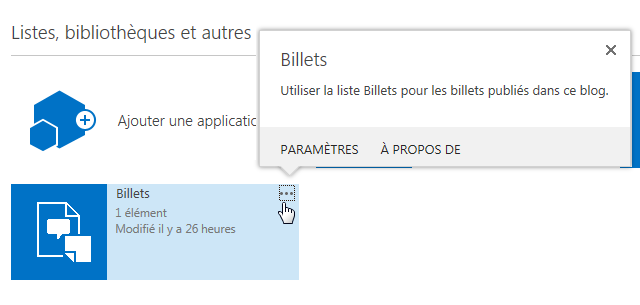 Listes, bibliothèques et autres
Billets
Utiliser la liste Billets pour les billets publiés dans ce blog.
Ajouter une applicatio
PARAMÈTRES À PROPOS DE
Billets
1 élément
Modifié il y a 26 heures